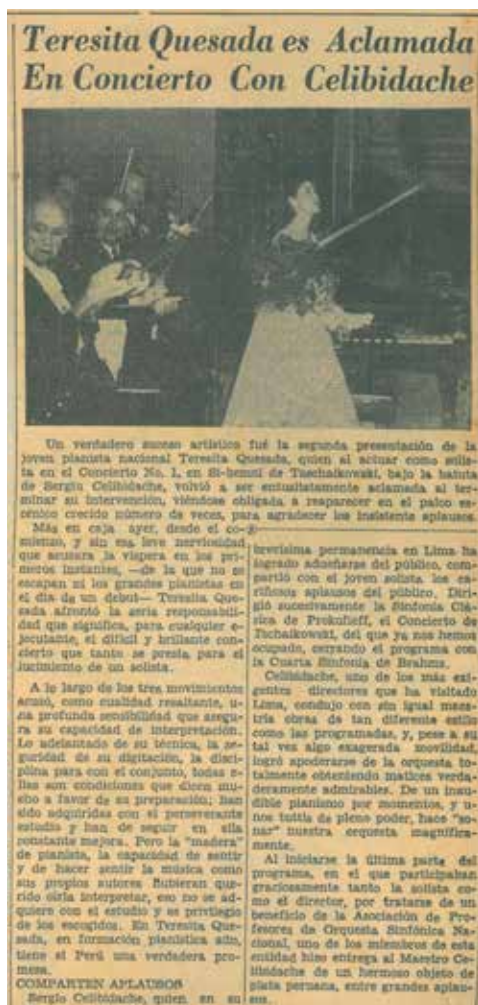 Teresita Quesada es Aclamada
En Concierto Con Celibidache
Un verdadero suceso artístico fué la segunda presentación de la
joven pianista nacional Teresita Quesada, quien al actuar como solis-
ta en el Concierto No. 1, en Si-bemol de Taschaikowski, bajo la batuta
de Sergiu Celibidache, volvió a ser entusitatamente aclamada al ter-
minar su intervención, viéndose obligada a reaparecer en el palco es-
cénico crecido número de veces, para agradecer los insistente aplausos.
Más en caja ayer, desde el co-
mienzo, y sin esa leve nerviosidad
que acusara la víspera en los pri-
meros instantes, —de la que no se
escapan ni los grandes pianistas en
el día de un debut— Teresita Que-
sada afrontó la seria responsabili-
dad que significa, para cualquier e-
jecutante, el difícil y brillante con-
cierto que tanto se presta para el
lucimiento de un solista.
A lo largo de los tres movimientos
acusó, como cualidad resaltante, u-
na profunda sensibilidad que asegu-
ra su capacidad de interpretación.
Lo adelantado de su técnica, la se-
guridad de su digitación, la disci-
plina para con el conjunto, todas e-
llas son condiciones que dicen mu-
cho a favor de su preparación; han
sido adquiridas con el perseverante
estudio y han de seguir en ella
constante mejora. Pero la "madera"
de pianista, la capacidad de sentir
y de hacer sentir la música como
sus propios autores hubieran que-
rido oirla interpretar, eso no se ad-
quiere con el estudio y es privilegio
de los escogidos. En Teresita Que-
sada, en formación pianística aún,
tiene el Perú una verdadera pro-
mesa.
COMPARTEN APLAUSOS
Sergio Celibidache, quien en su
brevísima permanencia en Lima ha
logrado adueñarse del público, com-
partió con el joven solista los ca-
riñosos aplausos del público. Diri-
gió sucesivamente la Sinfonía Clá-
sica de Prokofieff, el Concierto de
Tschaikowski, del que ya nos hemos
ocupado, cerrando el programa con
la Cuarta Sinfonía de Brahms.
Celibidache, uno de los más exi-
gentes directores que ha visitado
Lima, condujo con sin igual maes-
tría obras de tan diferente estilo
como las programadas, y, pese a su
tal vez algo exagerada movilidad,
logró apoderarse de la orquesta to-
talmente obteniendo matices verda-
deramente admirables. De un inau-
dible pianismo por momentos, y u-
nos tuttis de pleno poder, hace "so-
nar" nuestra orquesta magnífica-
mente.
Al iniciarse la última parte del
programa, en el que participaban
graciosamente tanto la solista co-
mo el director, por tratarse de un
beneficio de la Asociación de Pro-
fesores de Orquesta Sinfónica Na-
cional, uno de los miembros de esta
entidad hizo entrega al Maestro Ce-
libidache de un hermoso objeto de
plata peruana, entre grandes aplau-
sos.